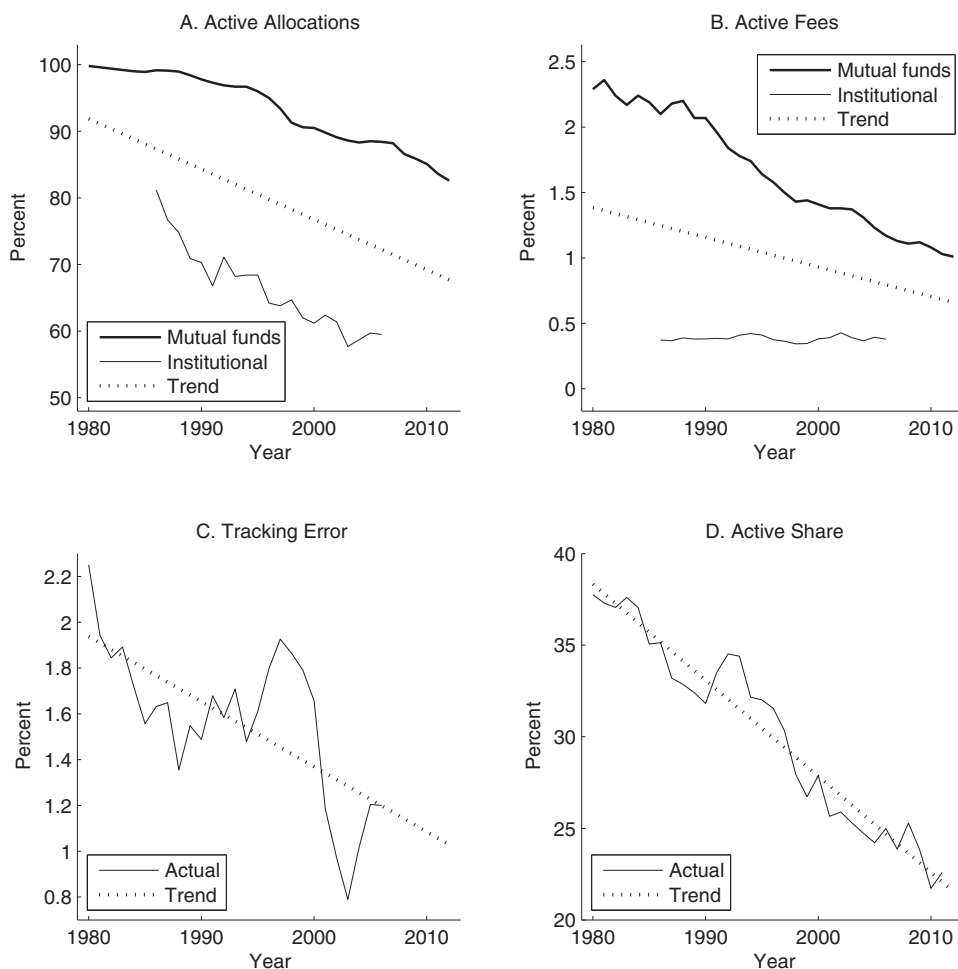 A. Active Allocations
100
90
80
70
60
50
Percent
Mutual funds
Institutional
Trend
1980 1990 2000 2010
Year
B. Active Fees
2.5
2
1.5
1
0.5
0
Percent
Mutual funds
Institutional
Trend
1980 1990 2000 2010
Year
C. Tracking Error
2.2
2
1.8
1.6
1.4
1.2
1
0.8
Percent
Actual
Trend
1980 1990 2000 2010
Year
D. Active Share
40
35
30
25
20
Percent
Actual
Trend
1980 1990 2000 2010
Year